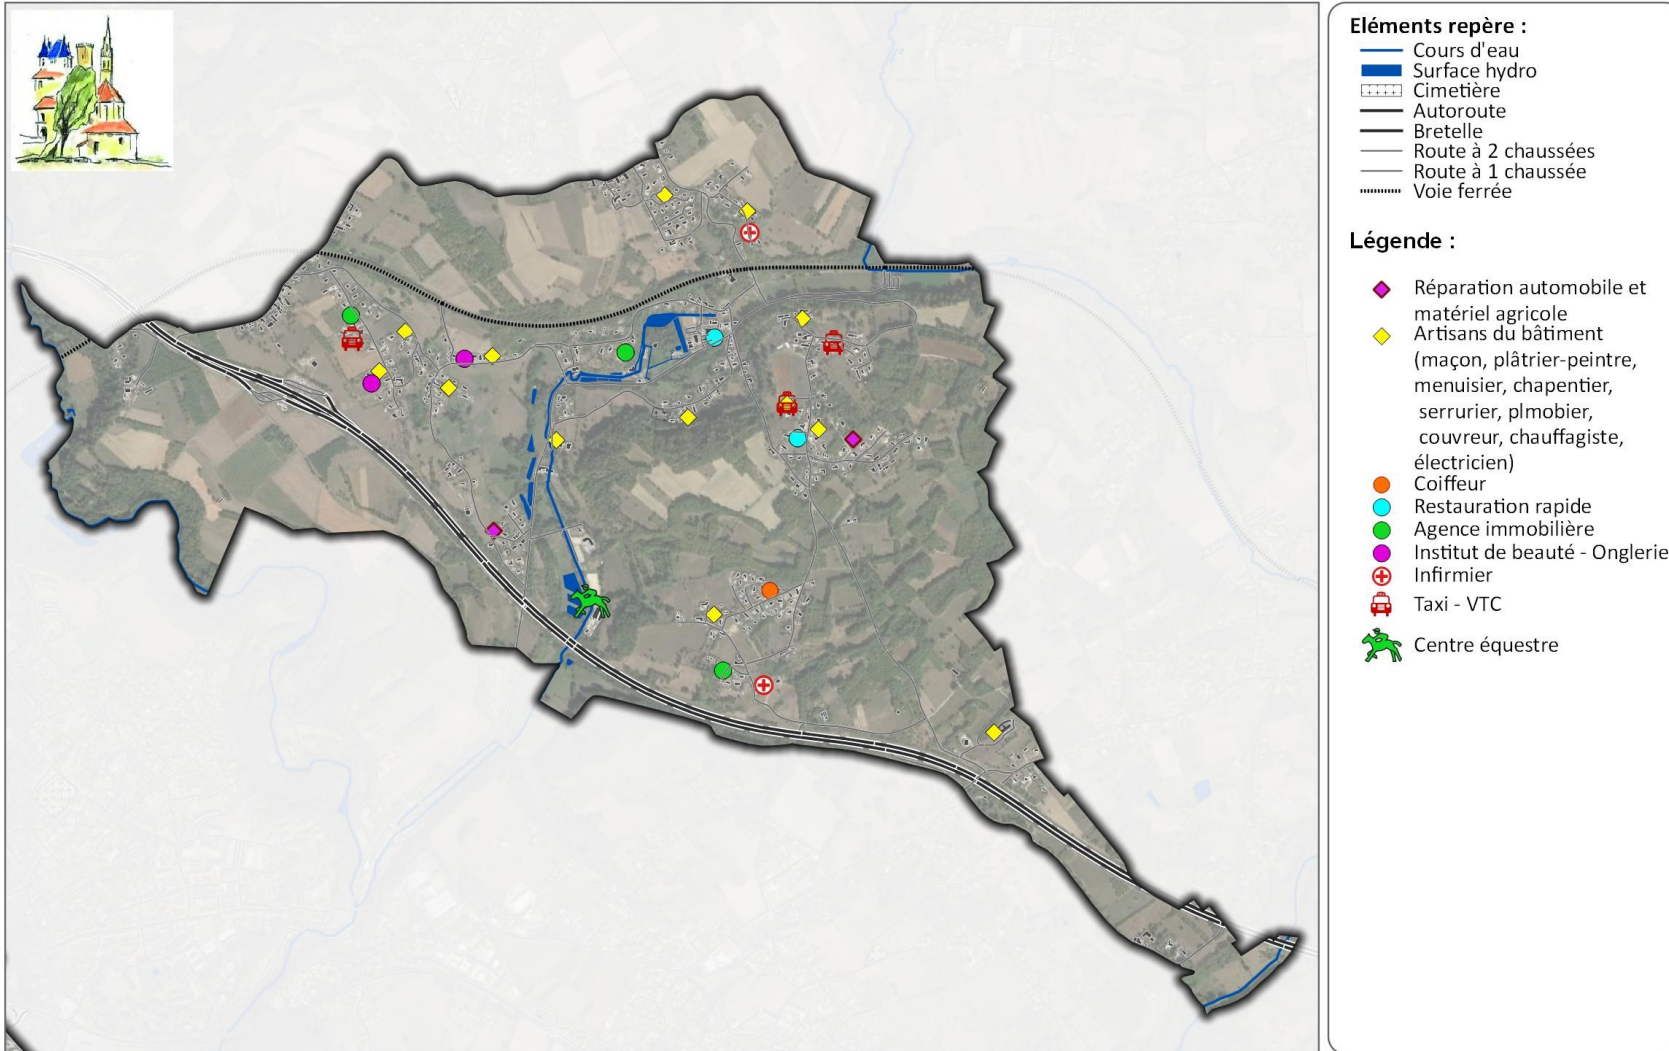 Eléments repère :
Cours d'eau
Surface hydro
Cimetière
Autoroute
Bretelle
Route à 2 chaussées
Route à 1 chaussée
Voie ferrée
Légende :
Réparation automobile et
matériel agricole
Artisans du bâtiment
(maçon, plâtrier-peintre,
menuisier, chapentier,
serrurier, plmobier,
couvreur, chauffagiste,
électricien)
Coiffeur
Restauration rapide
Agence immobilière
Institut de beauté - Onglerie
Infirmier
Taxi - VTC
Centre équestre